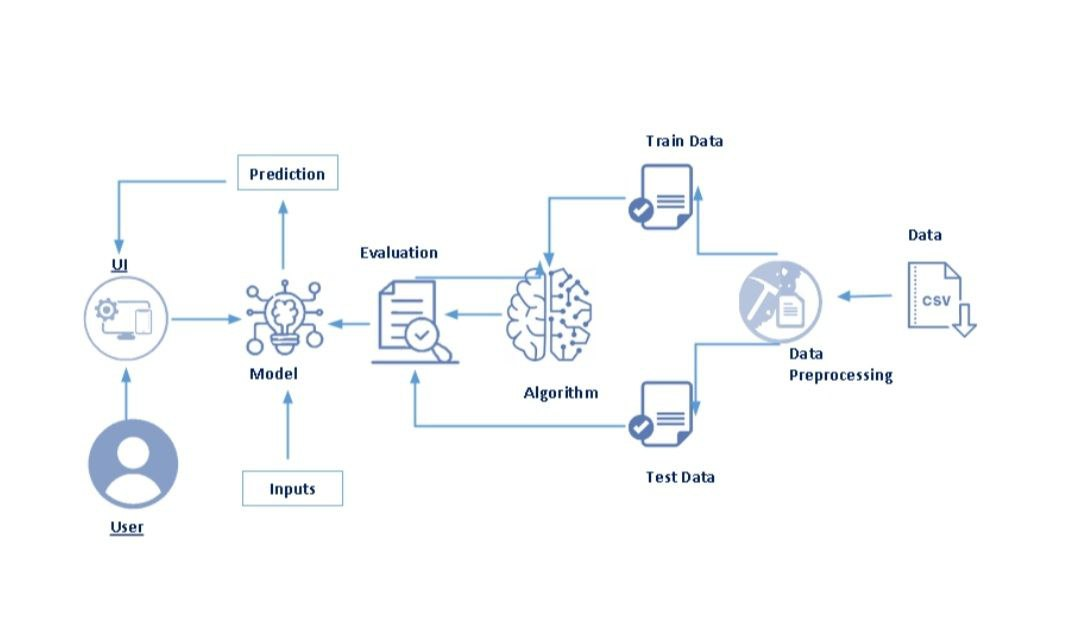 Train Data
Prediction
Data
Evaluation
UI
CSV
Data
Preprocessing
Model
Algorithm
Test Data
Inputs
User